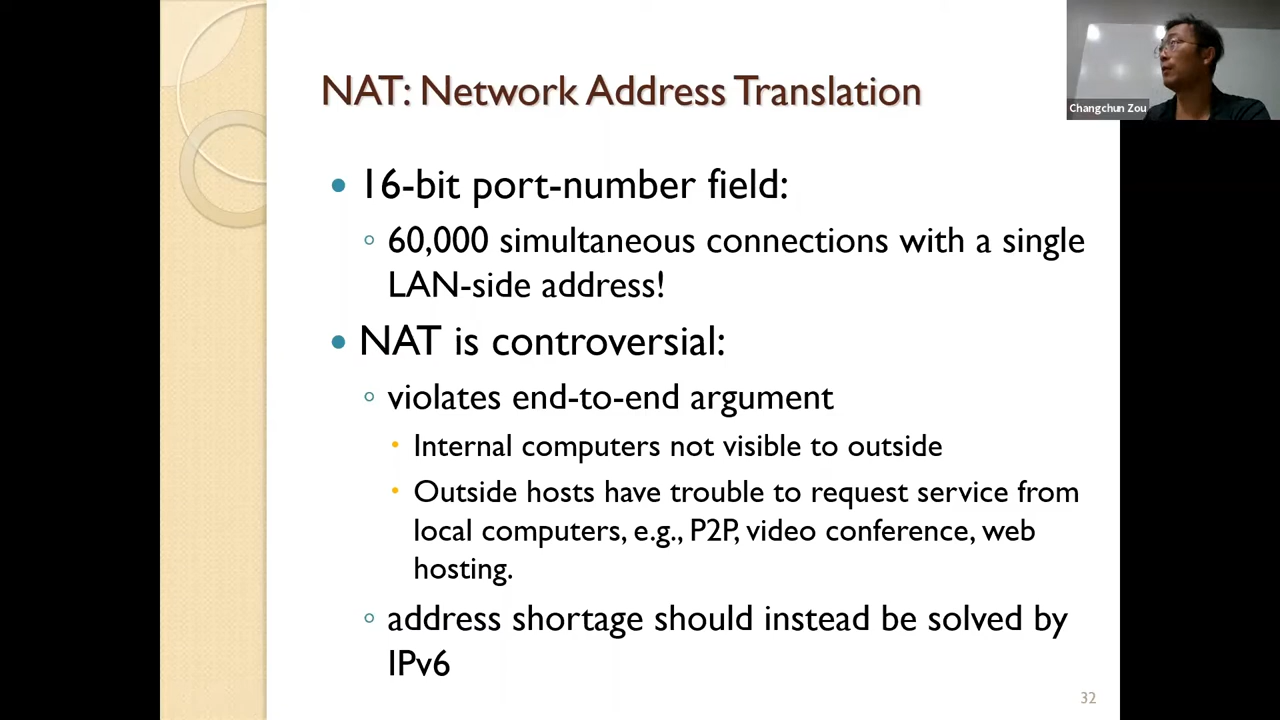 NAT: Network Address Translation
Changchun Zou
• 16-bit port-number field:
◦ 60,000 simultaneous connections with a single
LAN-side address!
• NAT is controversial:
◦ violates end-to-end argument
• Internal computers not visible to outside
• Outside hosts have trouble to request service from
local computers, e.g., P2P, video conference, web
hosting.
◦ address shortage should instead be solved by
IPv6
32